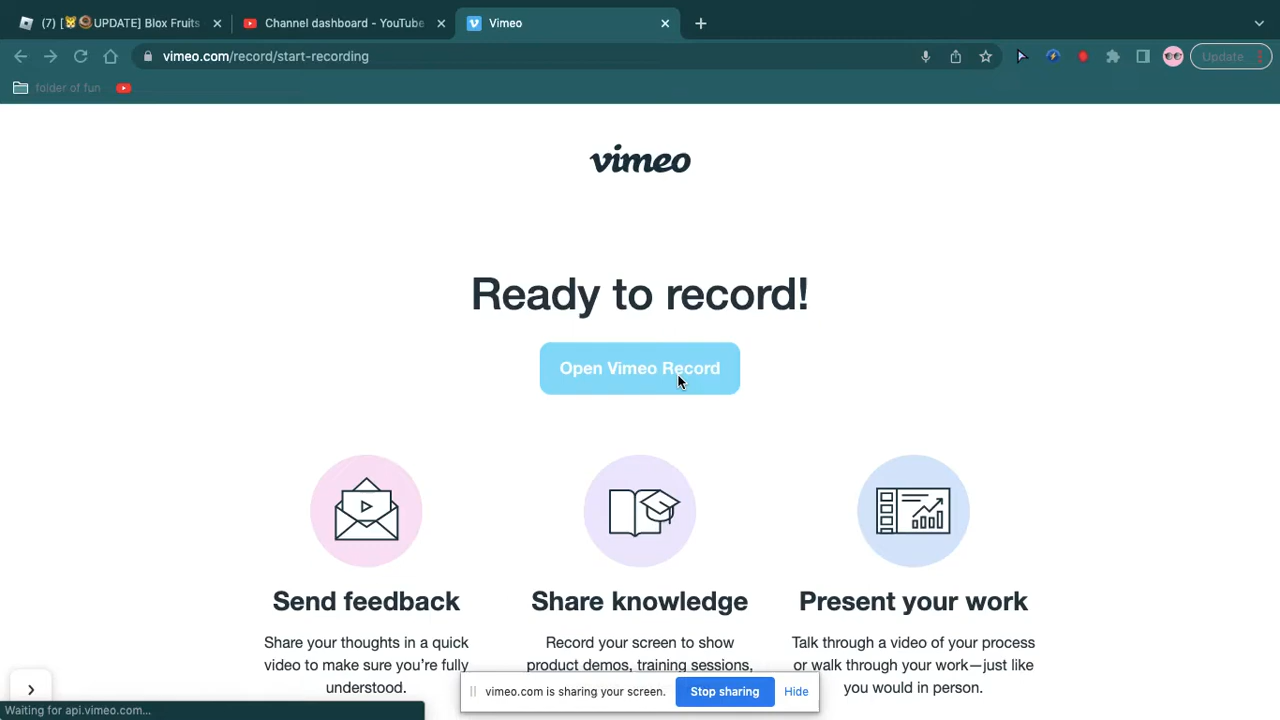 (7) [🐯🍩UPDATE] Blox Fruits
Channel dashboard - YouTube
Vimeo
vimeo.com/record/start-recording
Update
folder of fun
vimeo
Ready to record!
Open Vimeo Record
Send feedback
Share knowledge
Present your work
Share your thoughts in a quick
video to make sure you're fully
understood.
Record your screen to show
product demos, training sessions,
Talk through a video of your process
or walk through your work—just like
you would in person.
vimeo.com is sharing your screen.
Stop sharing
Hide
Waiting for api.vimeo.com...